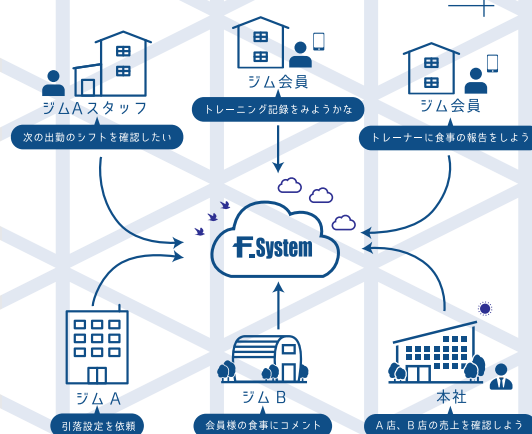 ジム会員
トレーニング記録をみようかな
ジムAスタッフ
次の出勤のシフトを確認したい
ジム会員
トレーナーに食事の報告をしよう
F.System
ジム A
引落設定を依頼
ジム B
会員様の食事にコメント
本社
A店、B店の売上を確認しよう